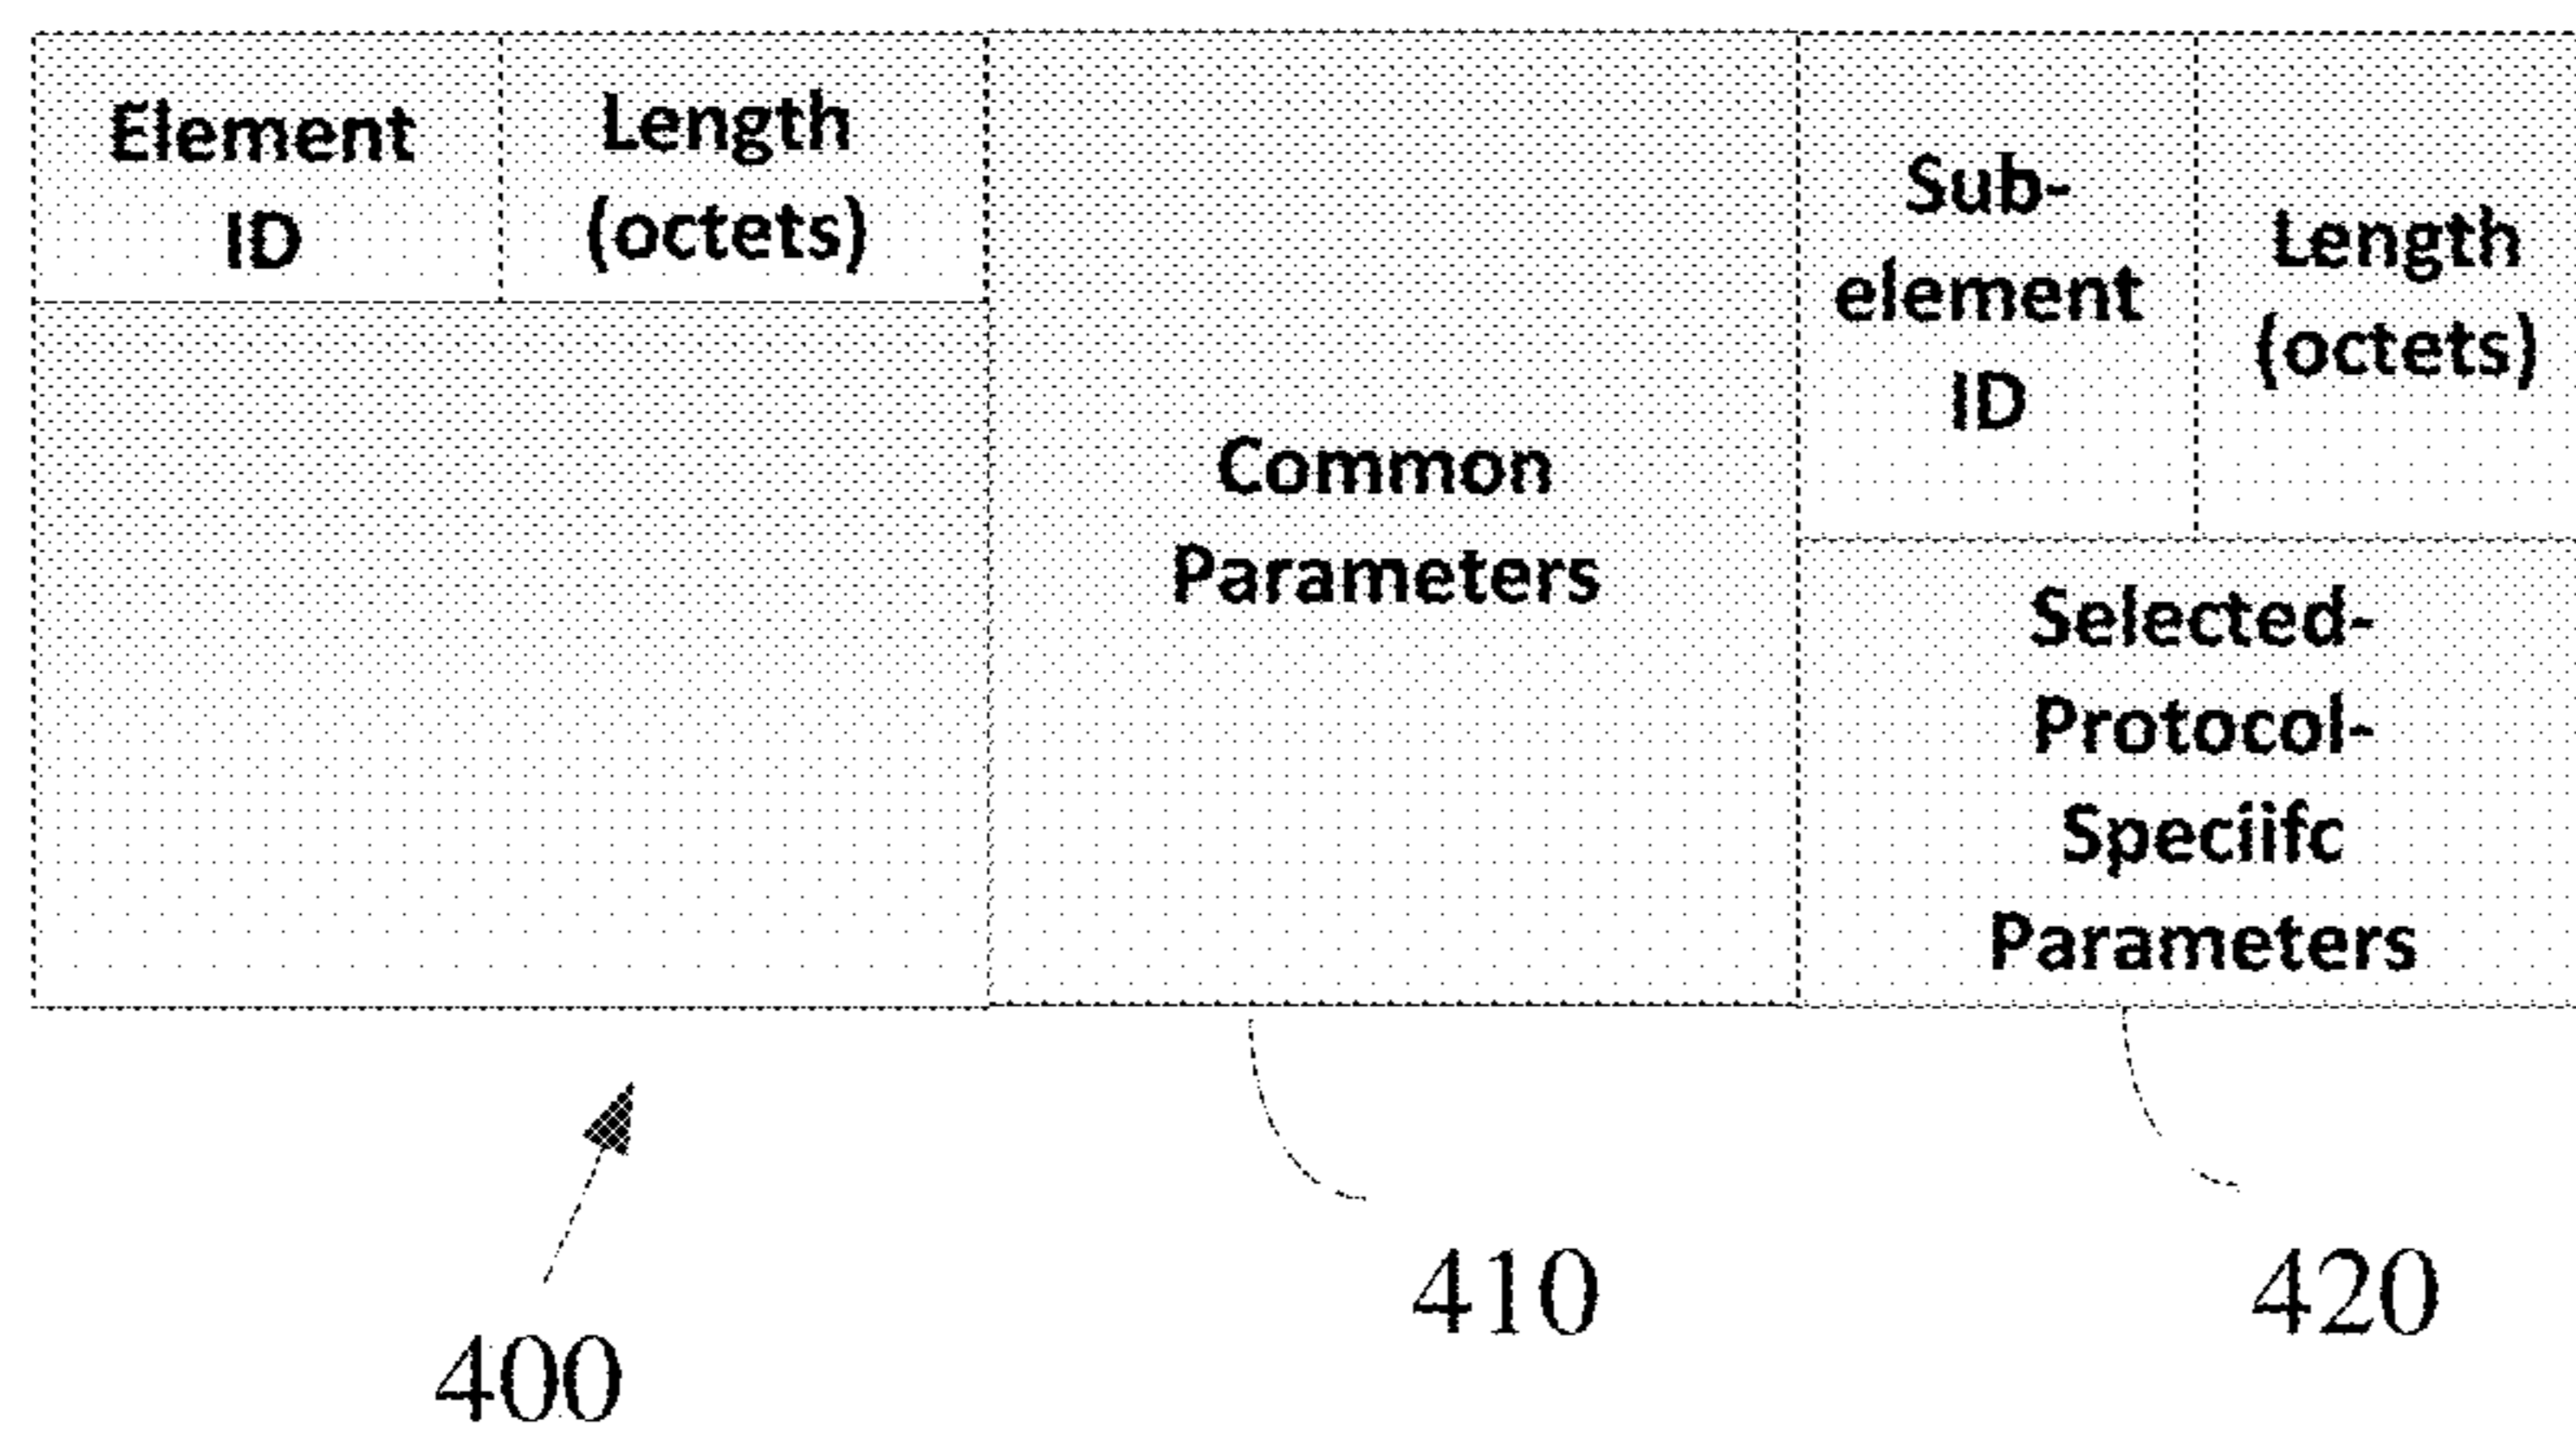 Element
ID
Length
(octets)
Common
Parameters
Sub-
element
ID
Length
(octets)
Selected-
Protocol-
Speciifc
Parameters
400
410
420